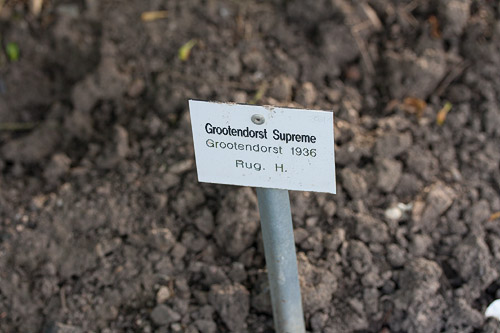 Grootendorst Supreme
Grootendorst 1936
Rug. H.